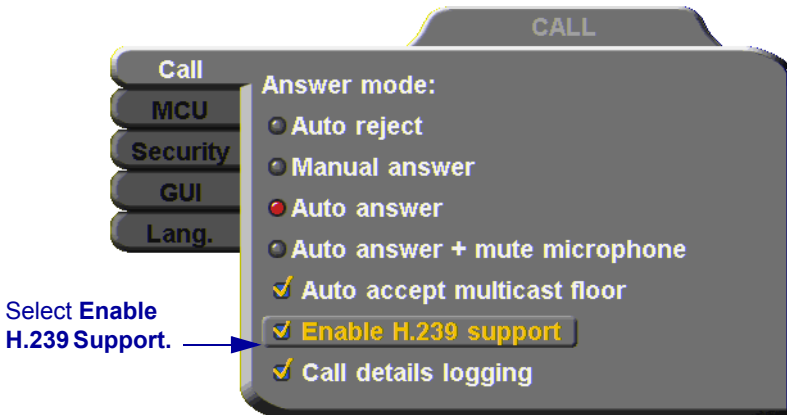 CALL
Call
MCU
Security
GUI
Lang.
Answer mode:
Auto reject
Manual answer
Auto answer
Auto answer + mute microphone
Auto accept multicast floor
Enable H.239 support
Call details logging
Select Enable
H.239 Support.